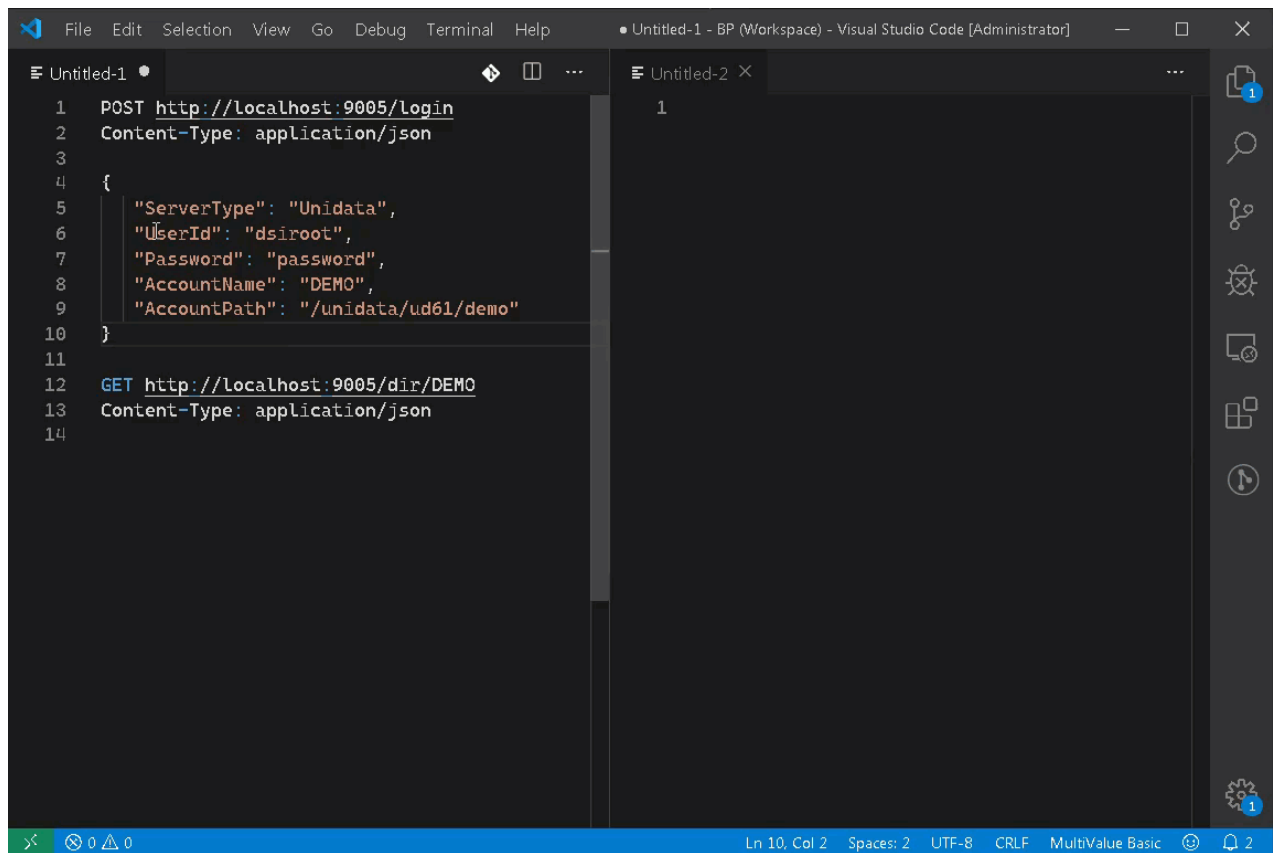 File Edit Selection View Go Debug Terminal Help ● Untitled-1 - BP (Workspace) - Visual Studio Code [Administrator]
Untitled-1 ●
Untitled-2
1 POST http://localhost:9005/login
2 Content-Type: application/json
3
4 {
5 "ServerType": "Unidata",
6 "UserId": "dsiroot",
7 "Password": "password",
8 "AccountName": "DEMO",
9 "AccountPath": "/unidata/ud61/demo"
10 }
11
12 GET http://localhost:9005/dir/DEMO
13 Content-Type: application/json
14
1
1
1
0 0 Ln 10, Col 2 Spaces: 2 UTF-8 CRLF MultiValue Basic 2